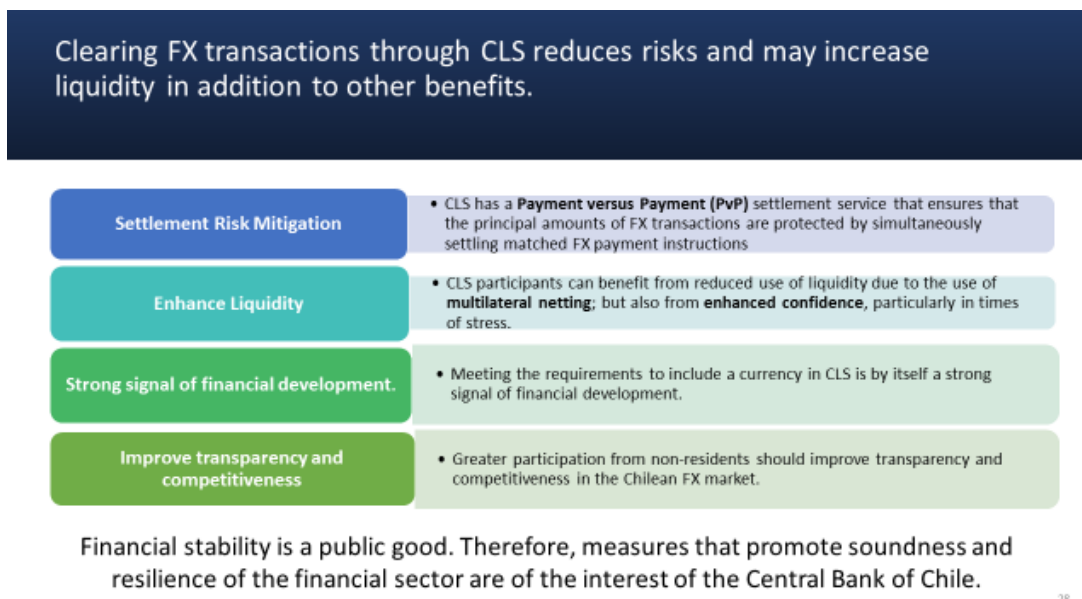 Clearing FX transactions through CLS reduces risks and may increase
liquidity in addition to other benefits.
Settlement Risk Mitigation
• CLS has a Payment versus Payment (PvP) settlement service that ensures that
the principal amounts of FX transactions are protected by simultaneously
settling matched FX payment instructions
Enhance Liquidity
• CLS participants can benefit from reduced use of liquidity due to the use of
multilateral netting; but also from enhanced confidence, particularly in times
of stress.
Strong signal of financial development.
• Meeting the requirements to include a currency in CLS is by itself a strong
signal of financial development.
Improve transparency and
competitiveness
• Greater participation from non-residents should improve transparency and
competitiveness in the Chilean FX market.
Financial stability is a public good. Therefore, measures that promote soundness and
resilience of the financial sector are of the interest of the Central Bank of Chile.